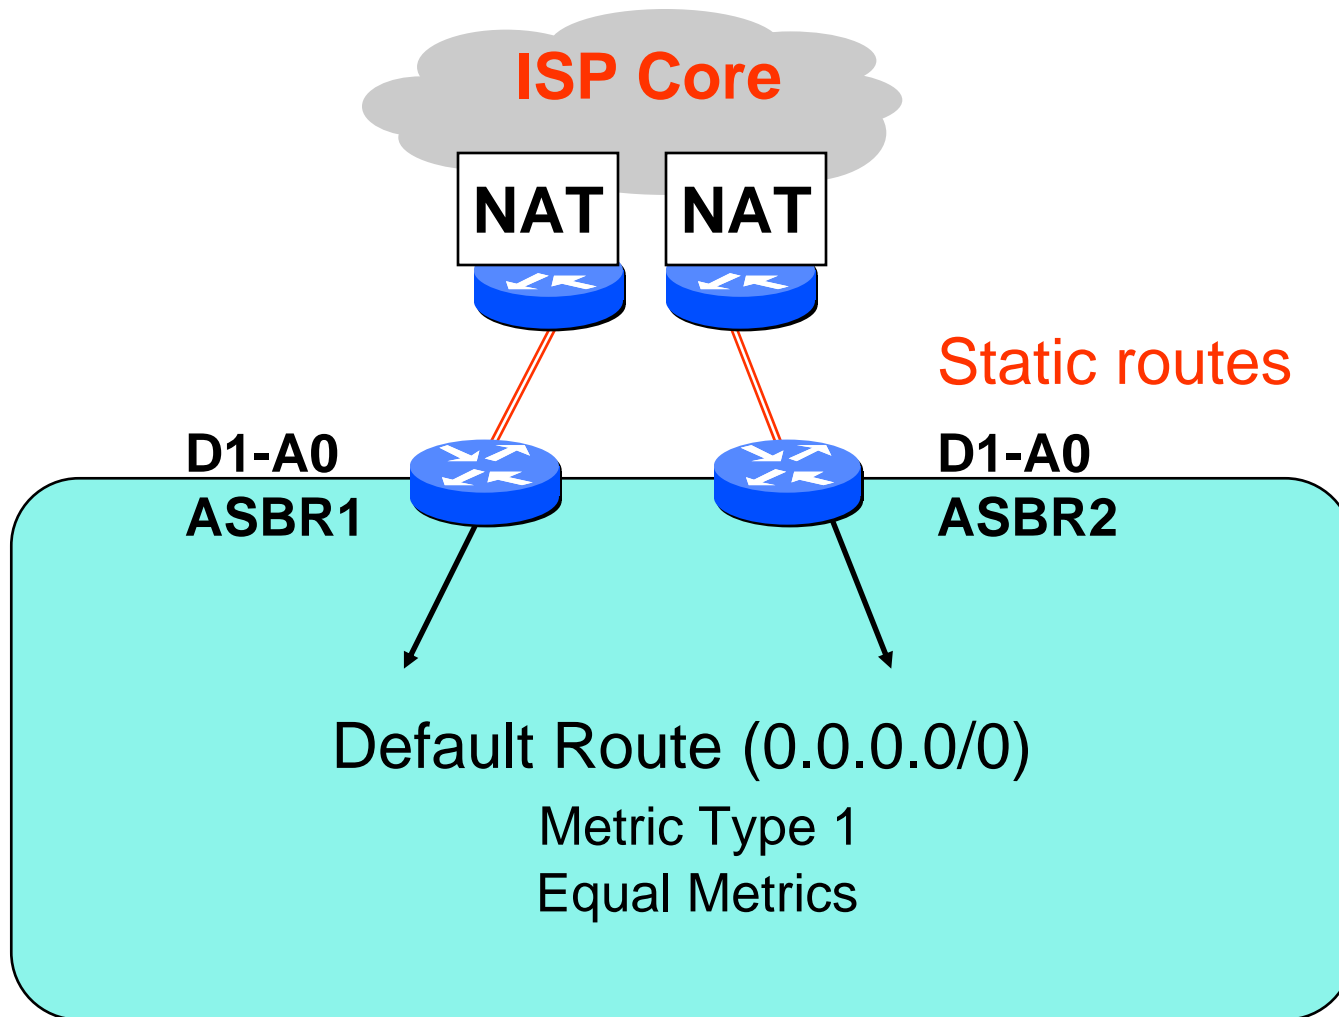 ISP Core
NAT
NAT
Static routes
D1-A0
ASBR1
D1-A0
ASBR2
Default Route (0.0.0.0/0)
Metric Type 1
Equal Metrics